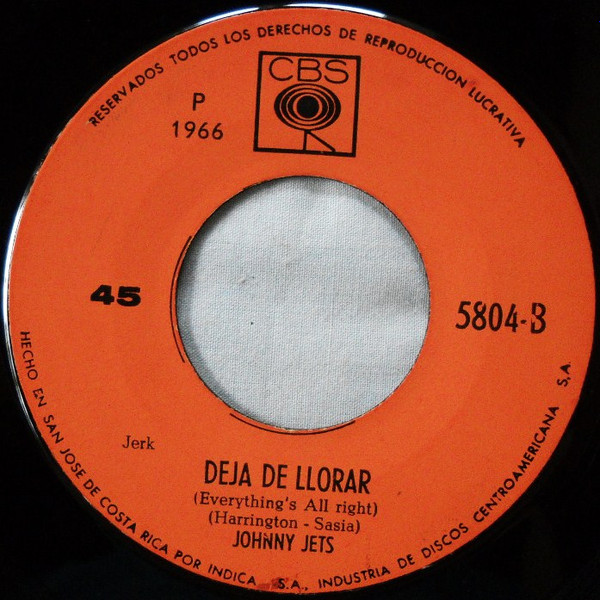 RESERVADOS TODOS LOS DERECHOS DE REPRODUCCION LUCRATIVA
CBS
P
1966
45
5804-B
Jerk
DEJA DE LLORAR
(Everything's All right)
(Harrington - Sasia)
JOHNNY JETS
HECHO EN SAN JOSE DE COSTA RICA POR INDICA S.A., INDUSTRIA DE DISCOS CENTROAMERICANA S,A.